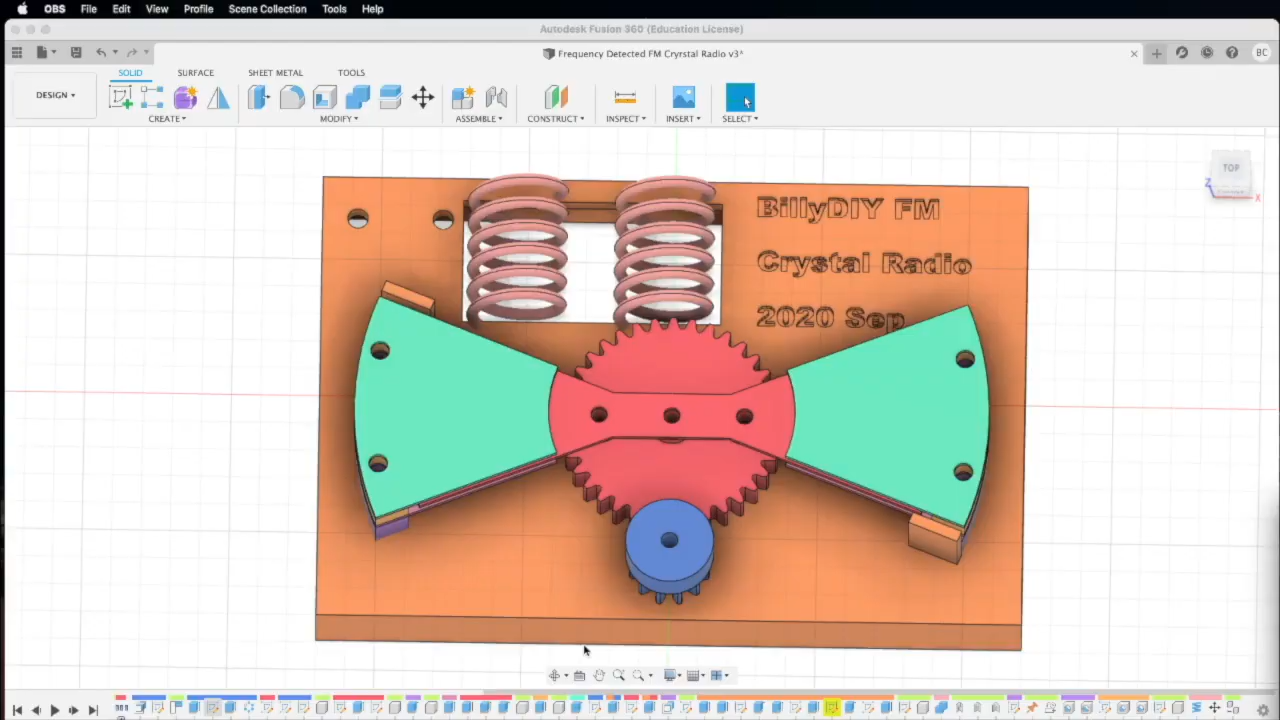 OBS File Edit View Profile Scene Collection Tools Help
Autodesk Fusion 360 (Education License)
Frequency Detected FM Cryrstal Radio v3*
BC
SOLID SURFACE SHEET METAL TOOLS
DESIGN
CREATE MODIFY ASSEMBLE CONSTRUCT INSPECT INSERT SELECT
TOP
Z
X
BillyDIY FM
Crystal Radio
2020 Sep